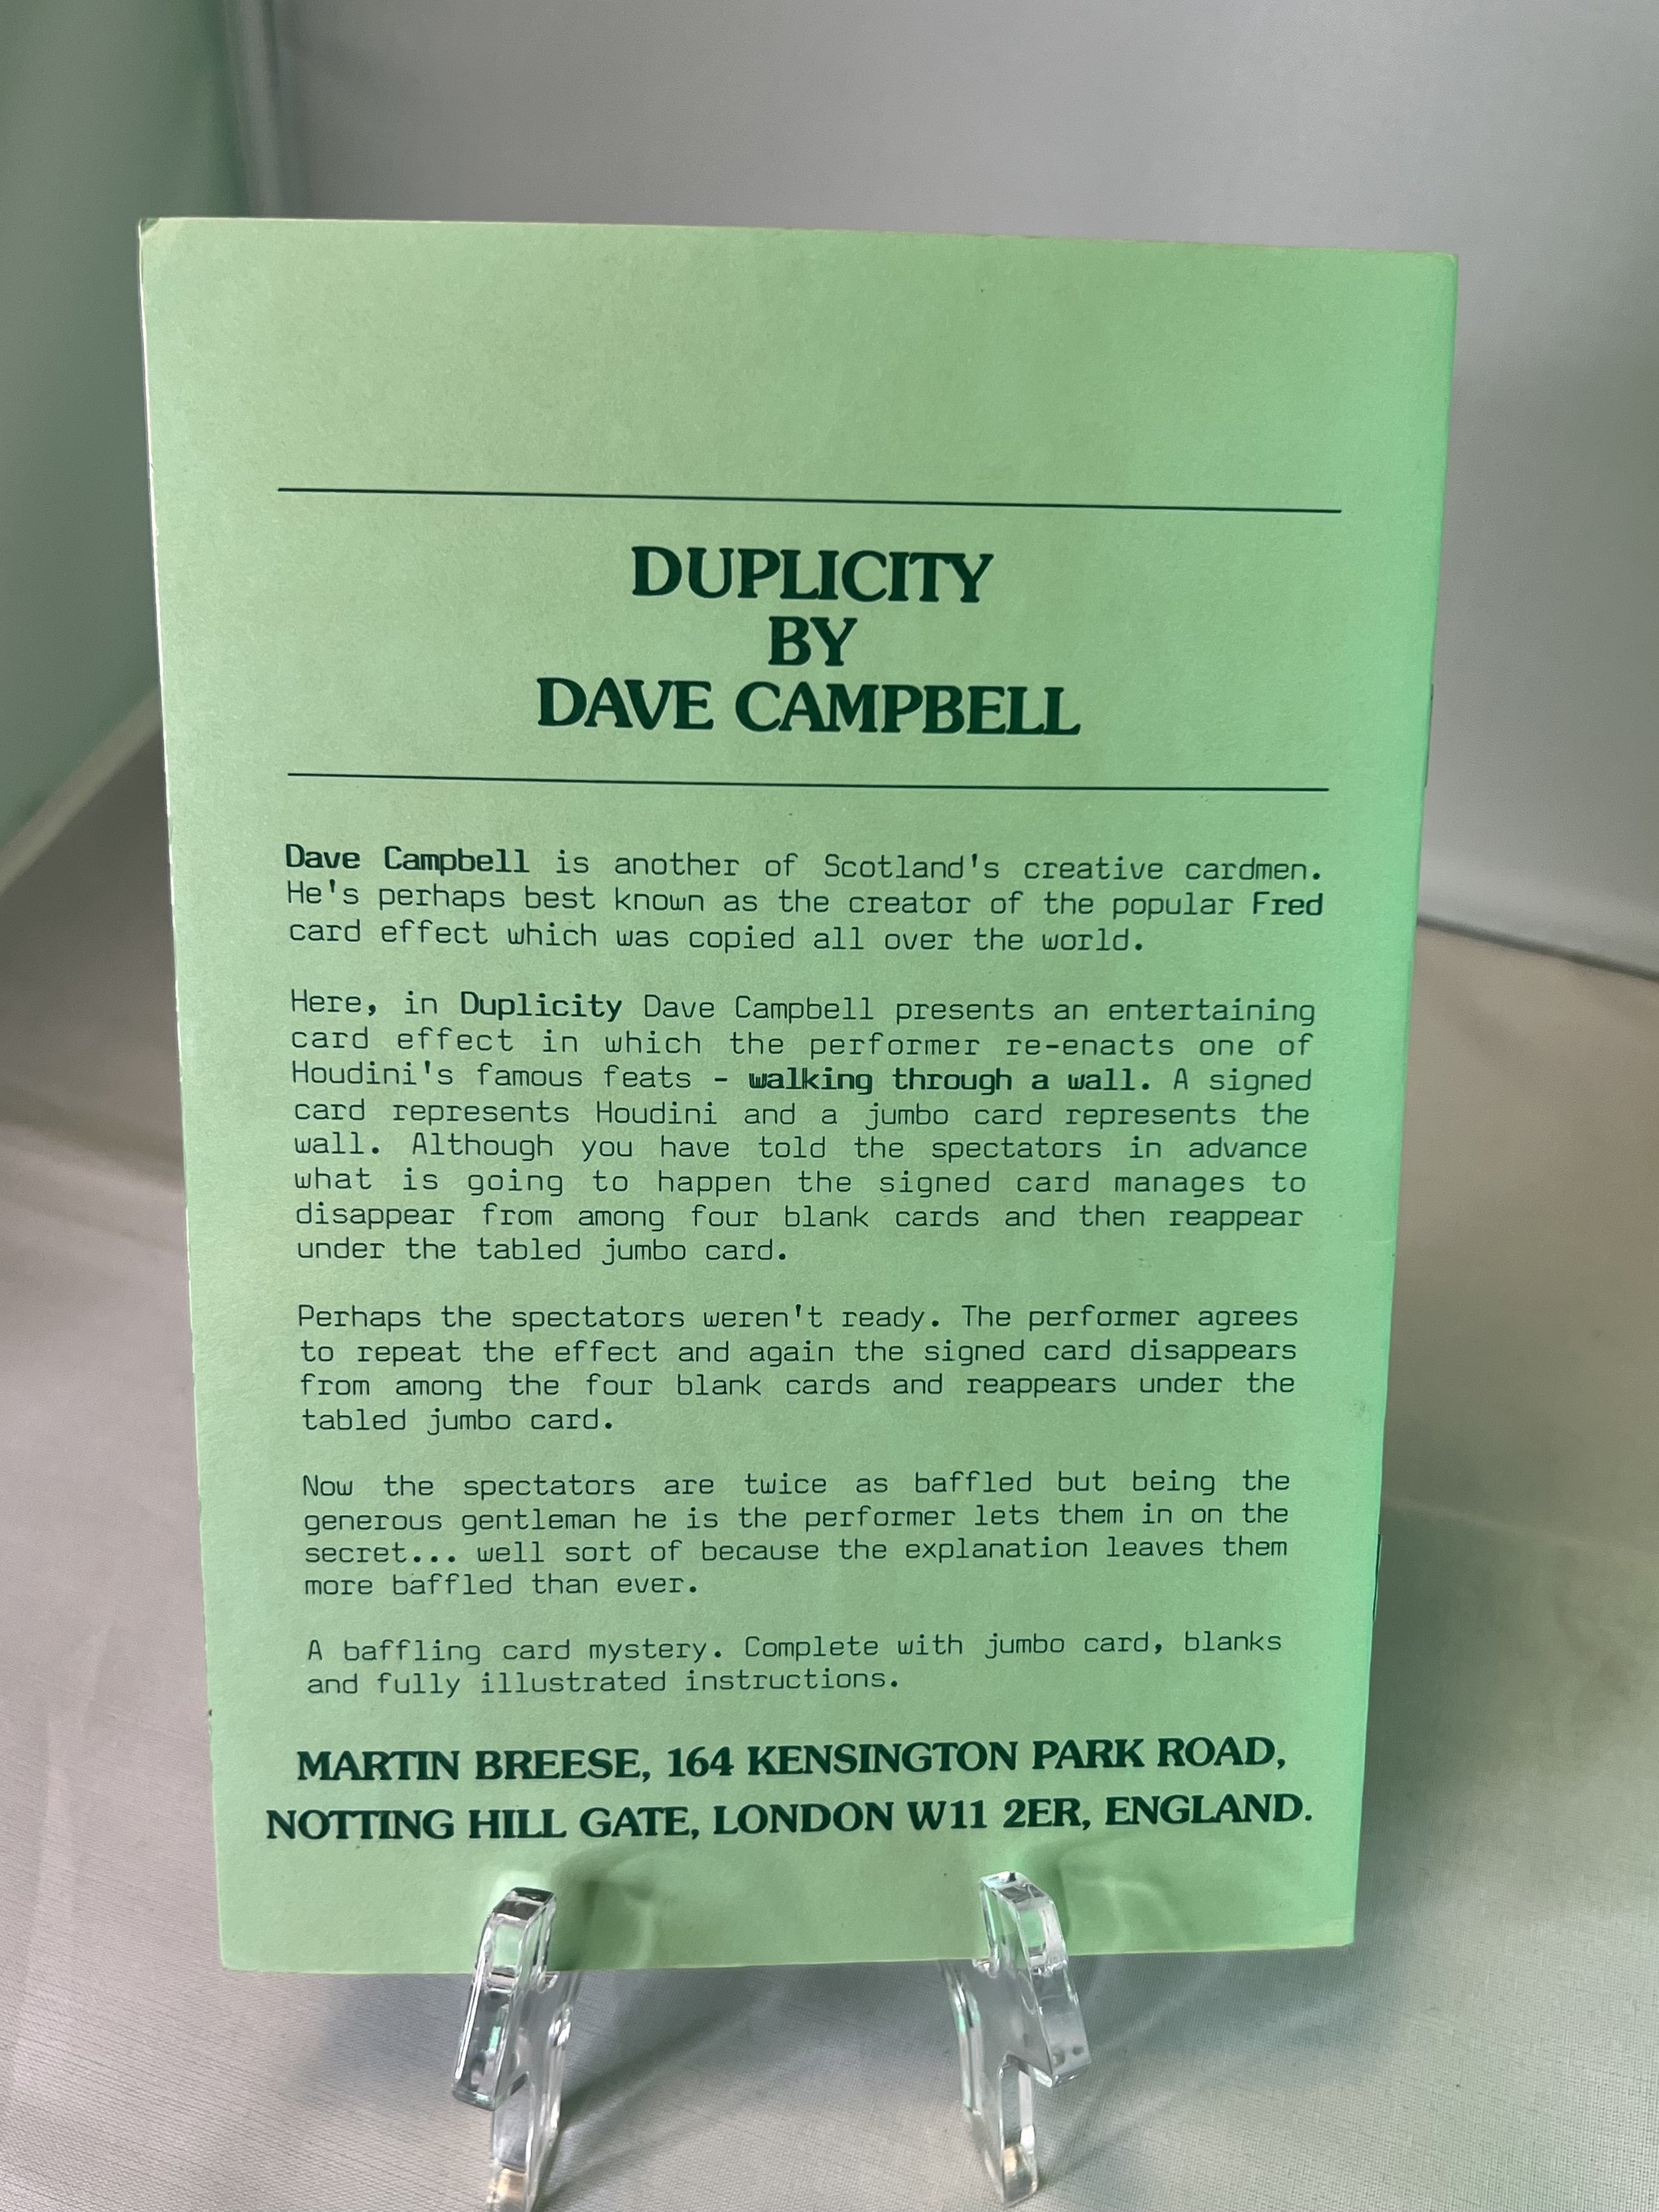 DUPLICITY
BY
DAVE CAMPBELL
Dave Campbell is another of Scotland's creative cardmen.
He's perhaps best known as the creator of the popular Fred
card effect which was copied all over the world.
Here, in Duplicity Dave Campbell presents an entertaining
card effect in which the performer re-enacts one of
Houdini's famous feats - walking through a wall. A signed
card represents Houdini and a jumbo card represents the
wall. Although you have told the spectators in advance
what is going to happen the signed card manages to
disappear from among four blank cards and then reappear
under the tabled jumbo card.
Perhaps the spectators weren't ready. The performer agrees
to repeat the effect and again the signed card disappears
from among the four blank cards and reappears under the
tabled jumbo card.
Now the spectators are twice as baffled but being the
generous gentleman he is the performer lets them in on the
secret... well sort of because the explanation leaves them
more baffled than ever.
A baffling card mystery. Complete with jumbo card, blanks
and fully illustrated instructions.
MARTIN BREESE, 164 KENSINGTON PARK ROAD,
NOTTING HILL GATE, LONDON W11 2ER, ENGLAND.